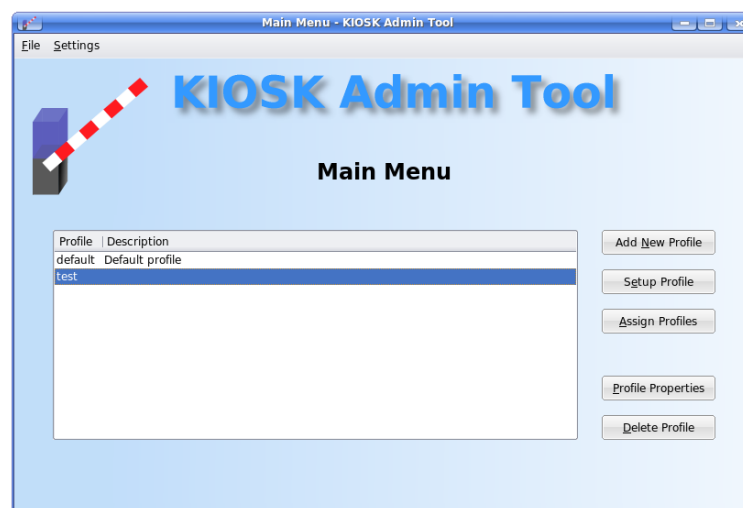 Main Menu - KIOSK Admin Tool
File Settings
KIOSK Admin Tool
Main Menu
Profile Description
default Default profile
test
Add New Profile
Setup Profile
Assign Profiles
Profile Properties
Delete Profile